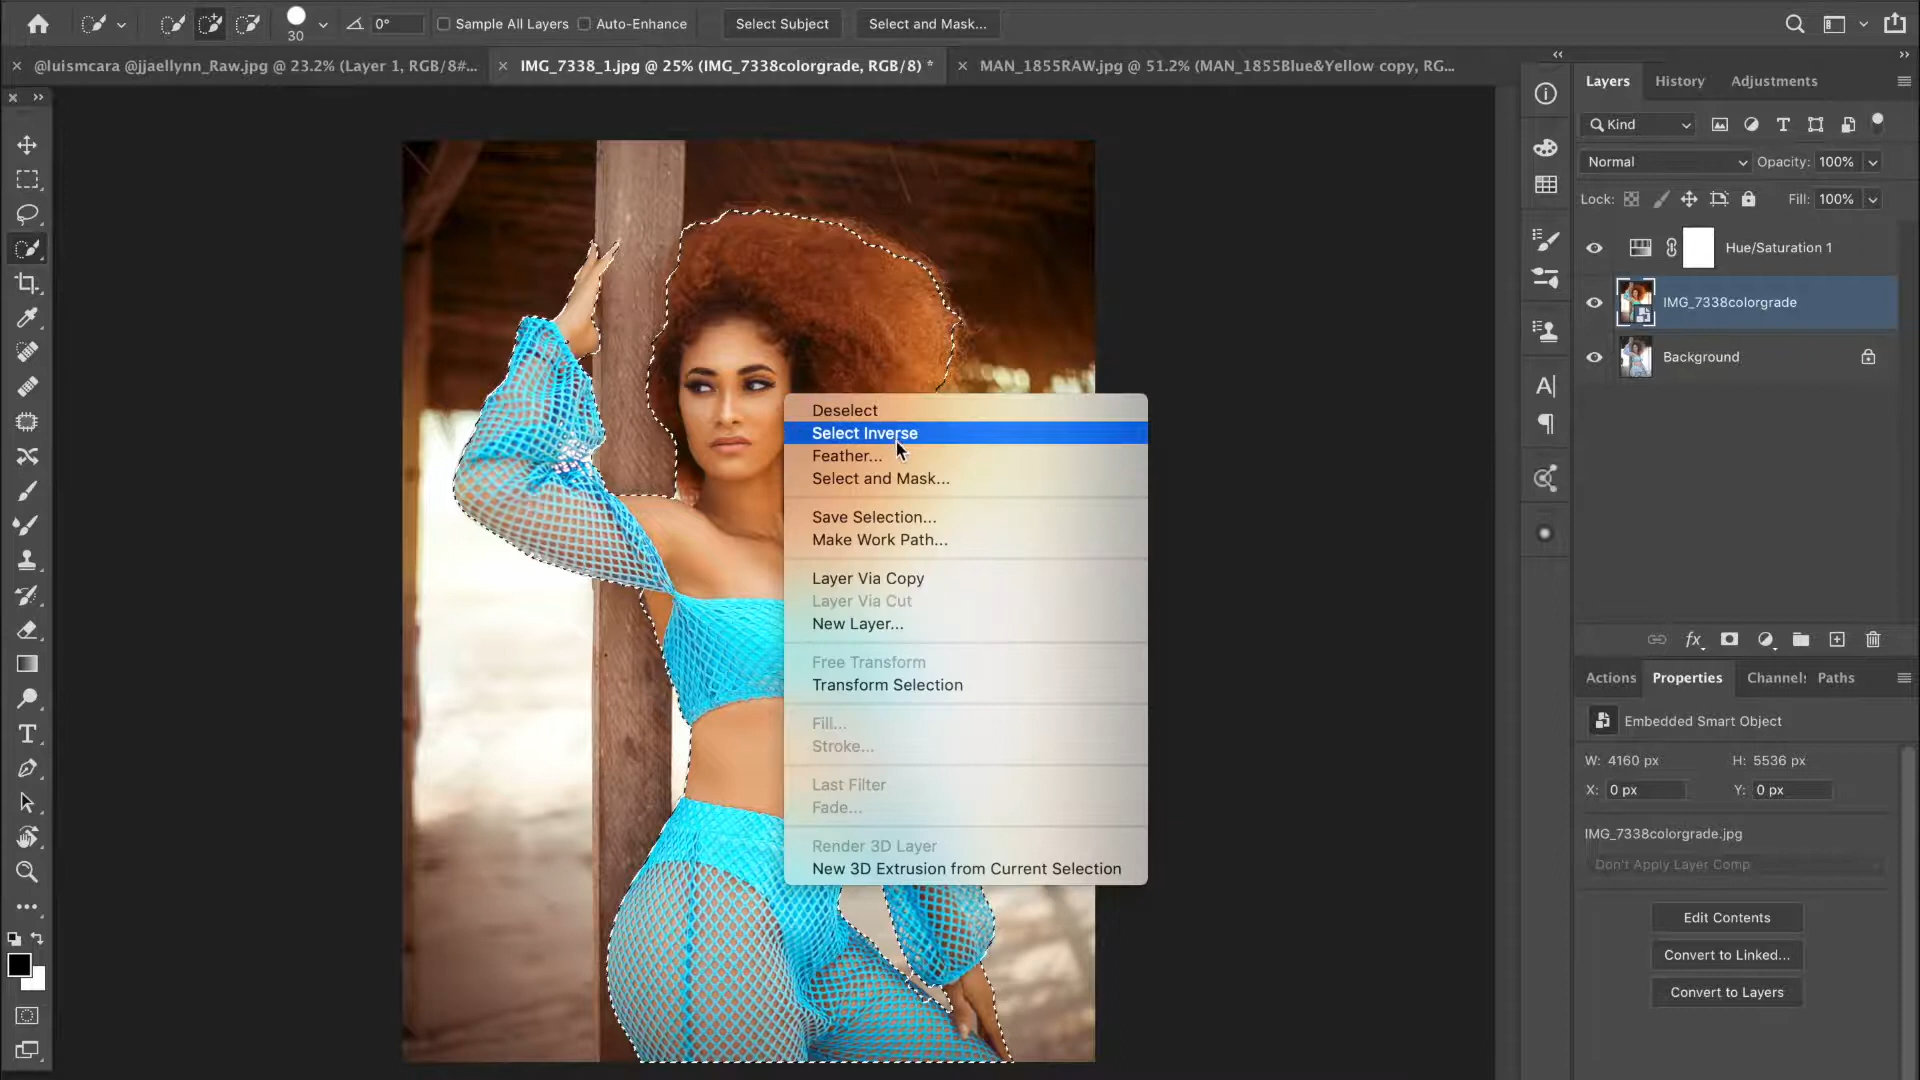 30
0°
Sample All Layers
Auto-Enhance
Select Subject
Select and Mask...
@luismcara @jjaellynn_Raw.jpg @ 23.2% (Layer 1, RGB/8#...
IMG_7338_1.jpg @ 25% (IMG_7338colorgrade, RGB/8) *
MAN_1855RAW.jpg @ 51.2% (MAN_1855Blue&Yellow copy, RG...
Layers
History
Adjustments
Kind
Normal
Opacity: 100%
Lock:
Fill: 100%
Hue/Saturation 1
IMG_7338colorgrade
Background
Deselect
Select Inverse
Feather...
Select and Mask...
Save Selection...
Make Work Path...
Layer Via Copy
Layer Via Cut
New Layer...
Free Transform
Transform Selection
Fill...
Stroke...
Last Filter
Fade...
Render 3D Layer
New 3D Extrusion from Current Selection
Actions
Properties
Channel:
Paths
Embedded Smart Object
W: 4160 px
H: 5536 px
X: 0 px
Y: 0 px
IMG_7338colorgrade.jpg
Don't Apply Layer Comp
Edit Contents
Convert to Linked...
Convert to Layers